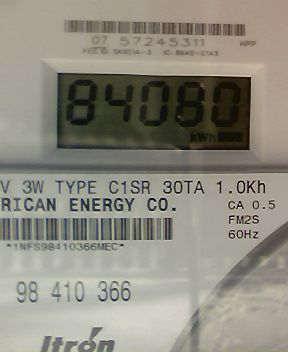 07 57245311 HPP
84080
kWh
V 3W TYPE C1SR 30TA 1.0Kh
RICAN ENERGY CO. CA 0.5
FM2S
*1NFS98410366MEC* 60Hz
98 410 366
Itron